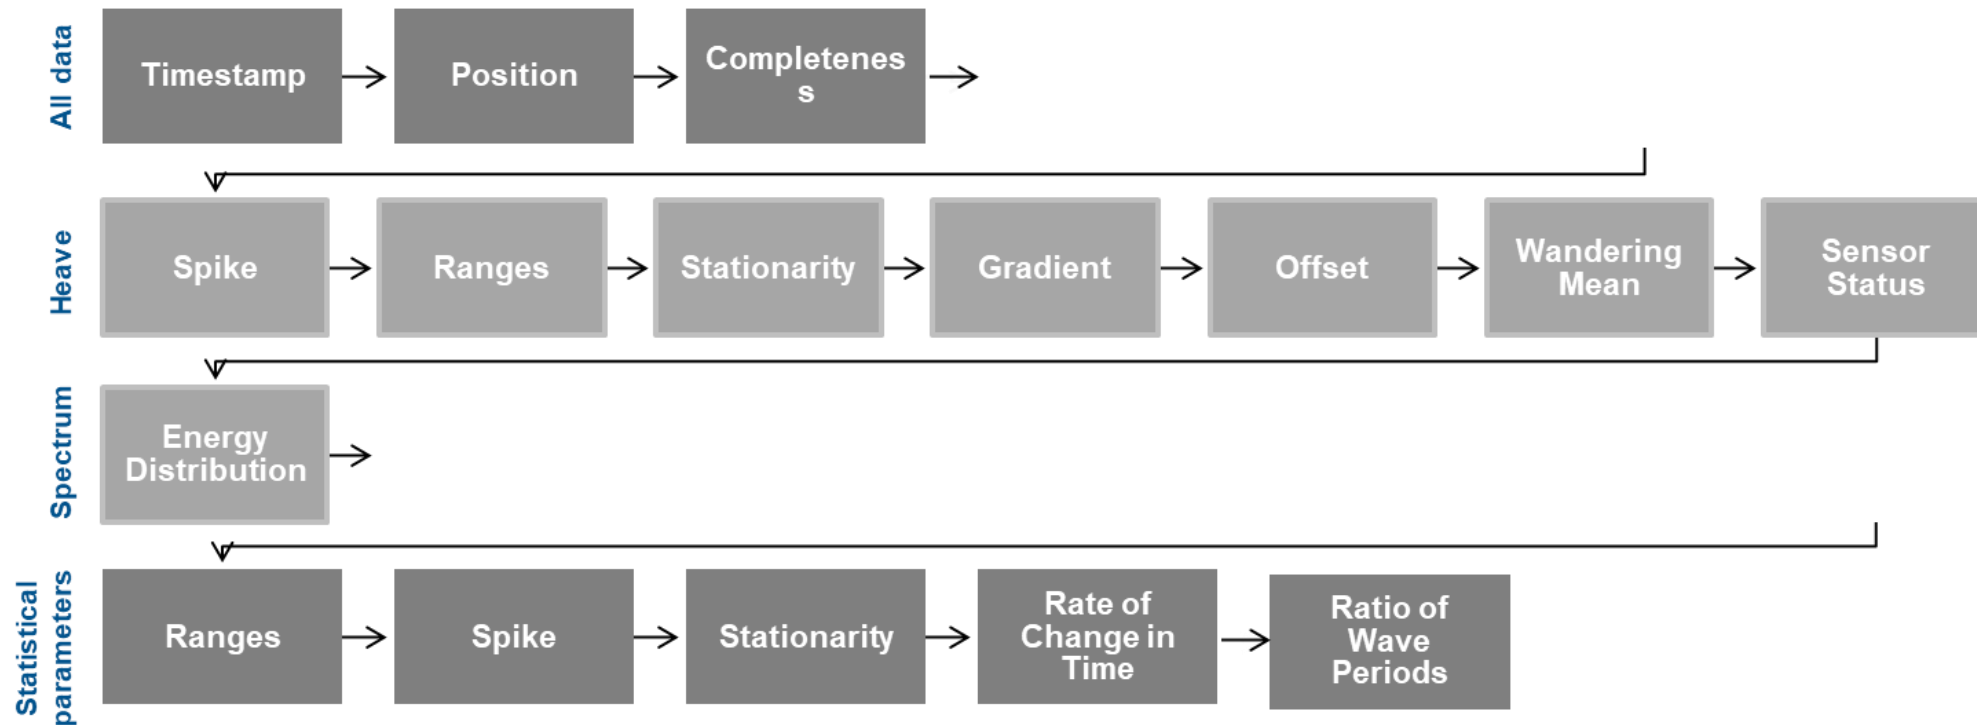 All data
Timestamp
Position
Completenes
s
Heave
Spike
Ranges
Stationarity
Gradient
Offset
Wandering
Mean
Sensor
Status
Spectrum
Energy
Distribution
Statistical
parameters
Ranges
Spike
Stationarity
Rate of
Change in
Time
Ratio of
Wave
Periods